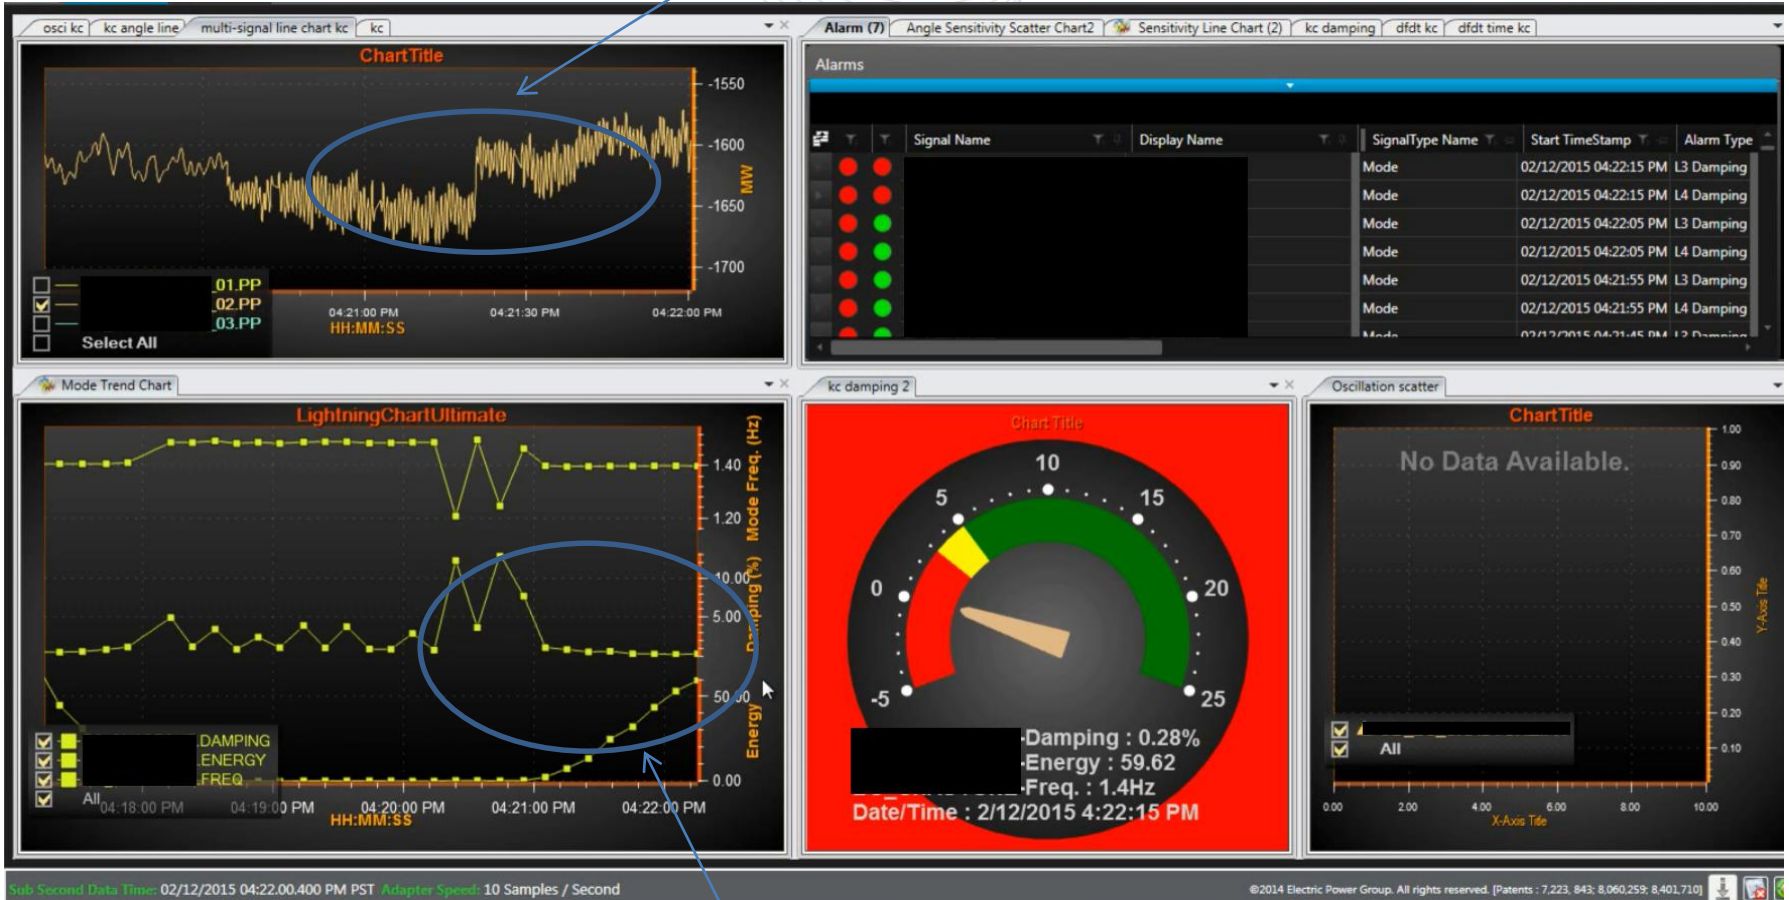 osci kc kc angle line multi-signal line chart kc kc
ChartTitle
-1550
-1600
-1650
-1700
MW
_01.PP
_02.PP
_03.PP
Select All
04:21:00 PM 04:21:30 PM 04:22:00 PM
HH:MM:SS
Alarm (7) Angle Sensitivity Scatter Chart2 Sensitivity Line Chart (2) kc damping dfdt kc dfdt time kc
Alarms
Signal Name Display Name SignalType Name Start TimeStamp Alarm Type
Mode 02/12/2015 04:22:15 PM L3 Damping
Mode 02/12/2015 04:22:15 PM L4 Damping
Mode 02/12/2015 04:22:05 PM L3 Damping
Mode 02/12/2015 04:22:05 PM L4 Damping
Mode 02/12/2015 04:21:55 PM L3 Damping
Mode 02/12/2015 04:21:55 PM L4 Damping
Mode 02/12/2015 04:21:45 PM L3 Damping
Mode Trend Chart
LightningChartUltimate
1.40
1.20
Mode Freq. (Hz)
10.00
5.00
Damping (%)
50.00
0.00
Energy
.DAMPING
.ENERGY
.FREQ
All
04:18:00 PM 04:19:00 PM 04:20:00 PM 04:21:00 PM 04:22:00 PM
HH:MM:SS
kc damping 2
Chart Title
-5 0 5 10 15 20 25
-Damping : 0.28%
-Energy : 59.62
-Freq. : 1.4Hz
Date/Time : 2/12/2015 4:22:15 PM
Oscillation scatter
ChartTitle
No Data Available.
1.00
0.90
0.80
0.70
0.60
0.50
0.40
0.30
0.20
0.10
Y-Axis Title
All
0.00 2.00 4.00 6.00 8.00 10.00
X-Axis Title
Sub Second Data Time: 02/12/2015 04:22.00.400 PM PST Adapter Speed: 10 Samples / Second
©2014 Electric Power Group. All rights reserved. [Patents : 7,223, 843; 8,060,259; 8,401,710]